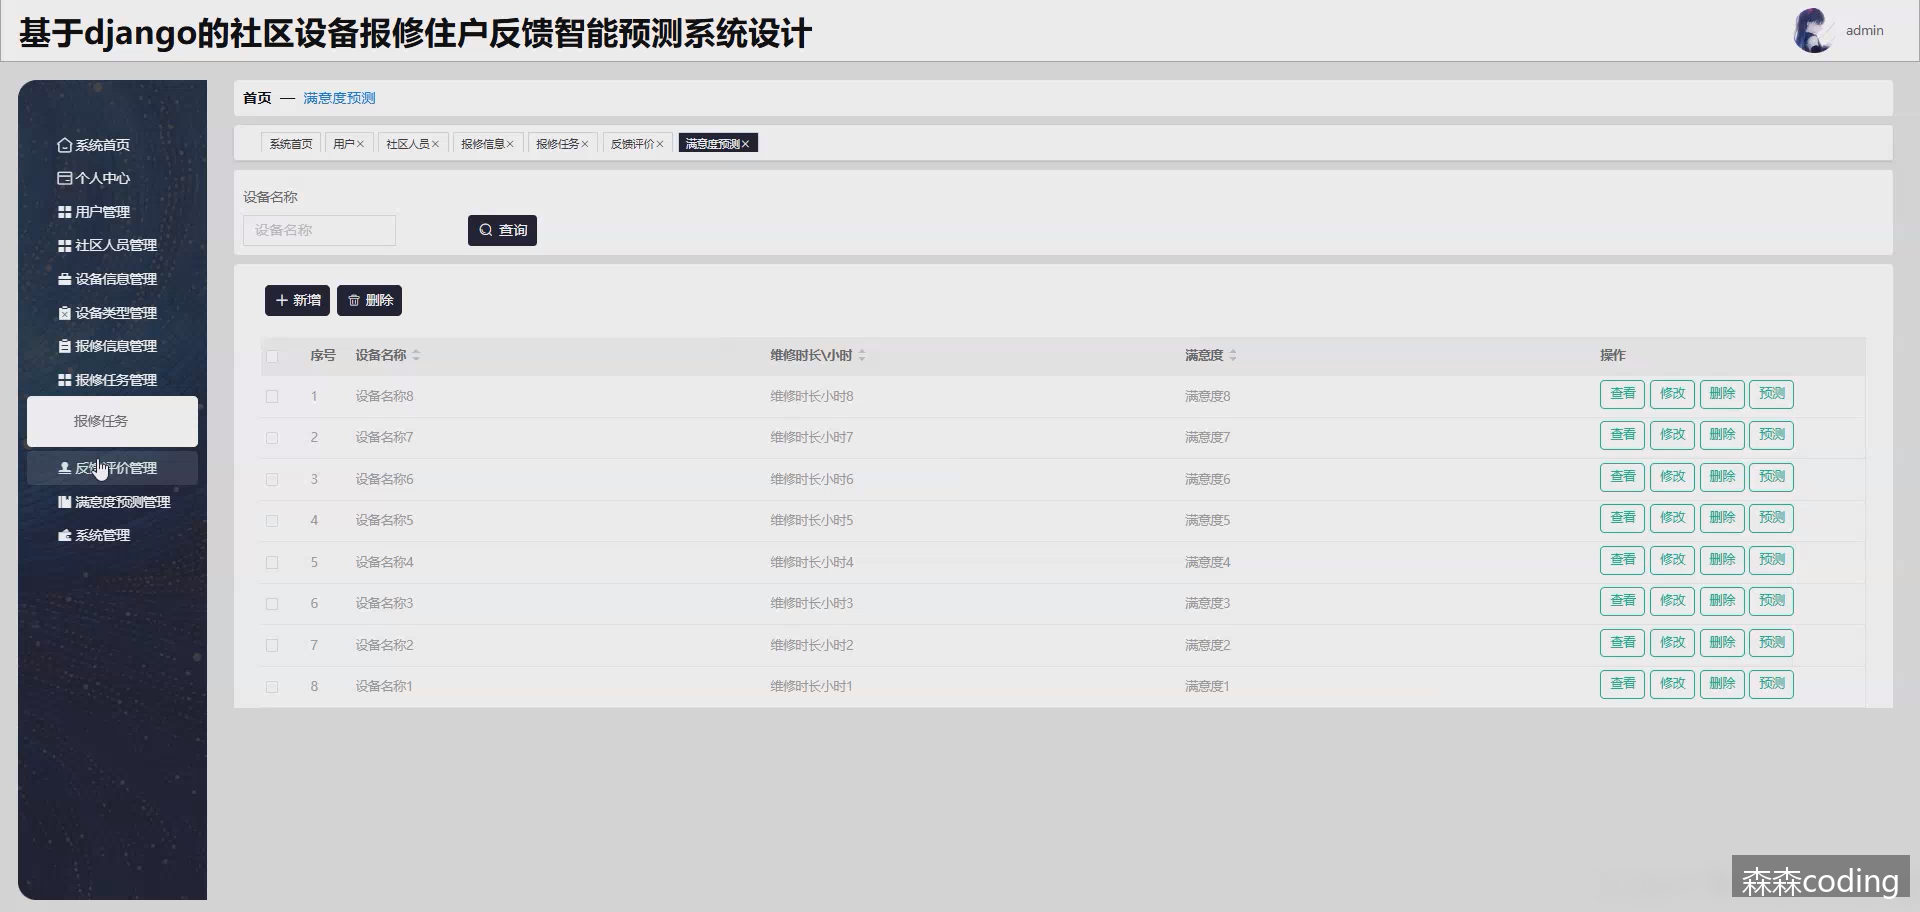 基于django的社区设备报修住户反馈智能预测系统设计
admin
系统首页
个人中心
用户管理
社区人员管理
设备信息管理
设备类型管理
报修信息管理
报修任务管理
报修任务
反馈评价管理
满意度预测管理
系统管理
首页 — 满意度预测
系统首页 用户× 社区人员× 报修信息× 报修任务× 反馈评价× 满意度预测×
设备名称
设备名称 查询
新增 删除
序号 设备名称 维修时长\小时 满意度 操作
1 设备名称8 维修时长小时8 满意度8 查看 修改 删除 预测
2 设备名称7 维修时长小时7 满意度7 查看 修改 删除 预测
3 设备名称6 维修时长小时6 满意度6 查看 修改 删除 预测
4 设备名称5 维修时长小时5 满意度5 查看 修改 删除 预测
5 设备名称4 维修时长小时4 满意度4 查看 修改 删除 预测
6 设备名称3 维修时长小时3 满意度3 查看 修改 删除 预测
7 设备名称2 维修时长小时2 满意度2 查看 修改 删除 预测
8 设备名称1 维修时长小时1 满意度1 查看 修改 删除 预测
森森coding